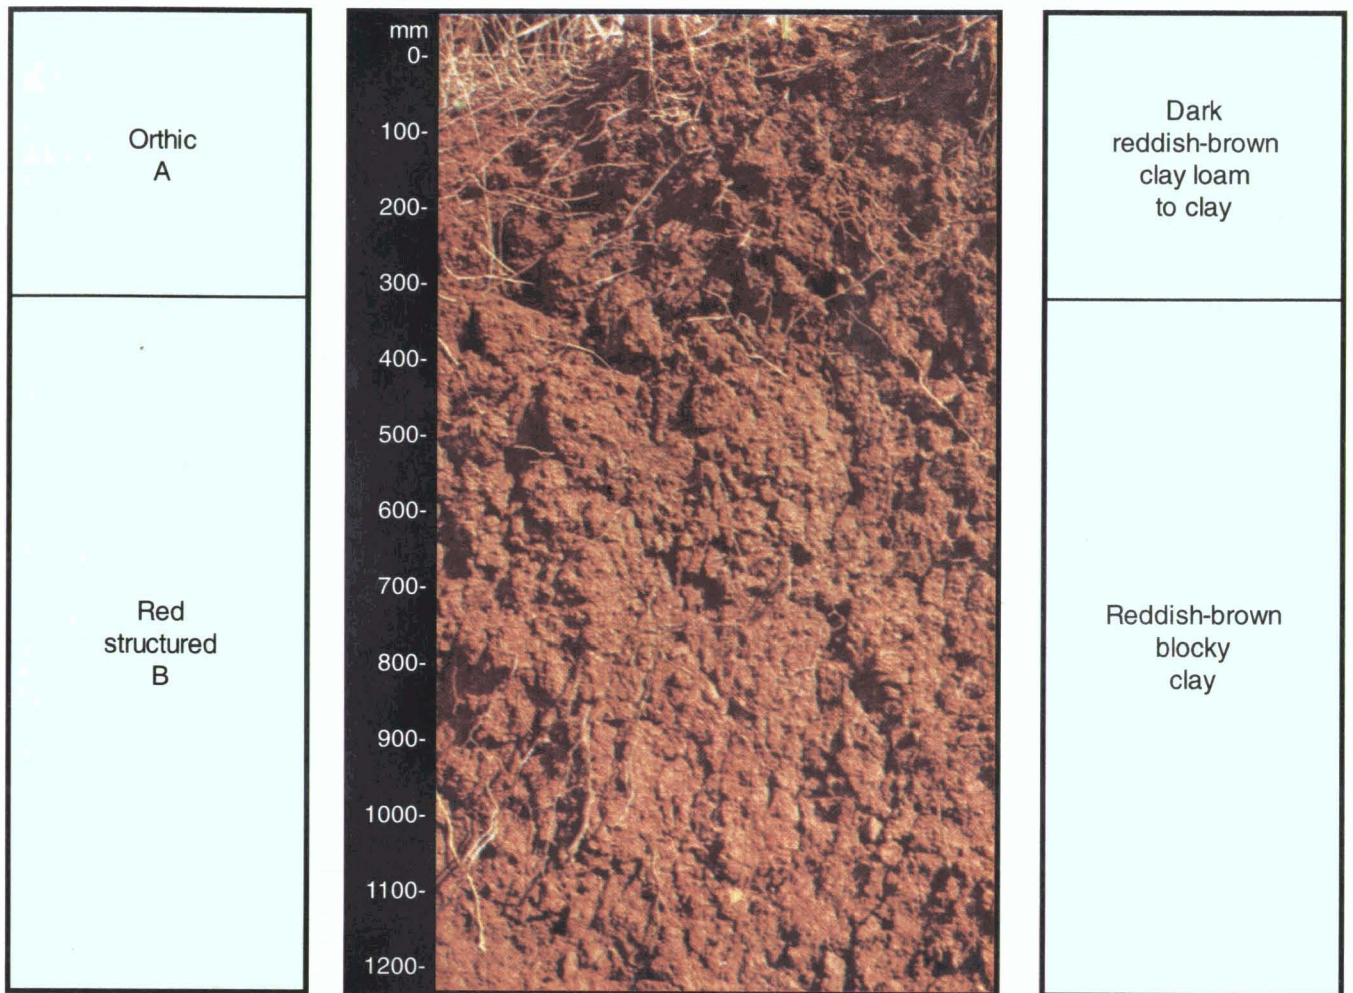 Orthic
A
Red
structured
B
mm
0-
100-
200-
300-
400-
500-
600-
700-
800-
900-
1000-
1100-
1200-
Dark
reddish-brown
clay loam
to clay
Reddish-brown
blocky
clay